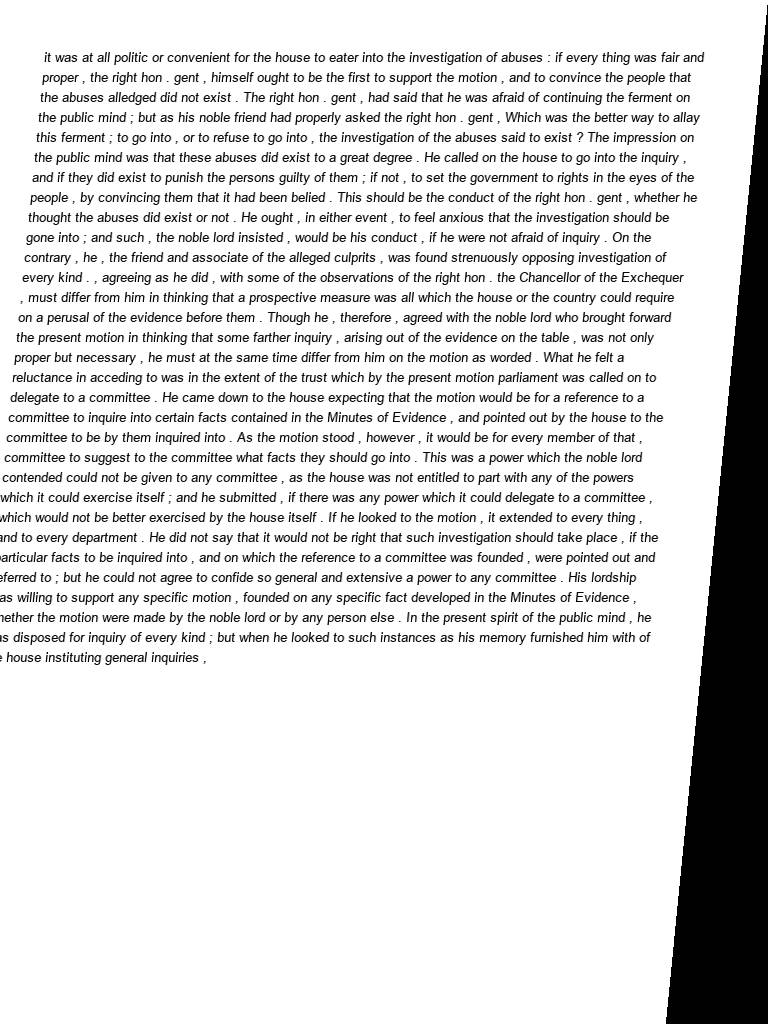 it was at all politic or convenient for the house to eater into the investigation of abuses : if every thing was fair and
proper , the right hon . gent , himself ought to be the first to support the motion , and to convince the people that
the abuses alledged did not exist . The right hon . gent , had said that he was afraid of continuing the ferment on
the public mind ; but as his noble friend had properly asked the right hon . gent , Which was the better way to allay
this ferment ; to go into , or to refuse to go into , the investigation of the abuses said to exist ? The impression on
the public mind was that these abuses did exist to a great degree . He called on the house to go into the inquiry ,
and if they did exist to punish the persons guilty of them ; if not , to set the government to rights in the eyes of the
people , by convincing them that it had been belied . This should be the conduct of the right hon . gent , whether he
thought the abuses did exist or not . He ought , in either event , to feel anxious that the investigation should be
gone into ; and such , the noble lord insisted , would be his conduct , if he were not afraid of inquiry . On the
contrary , he , the friend and associate of the alleged culprits , was found strenuously opposing investigation of
every kind . , agreeing as he did , with some of the observations of the right hon . the Chancellor of the Exchequer
, must differ from him in thinking that a prospective measure was all which the house or the country could require
on a perusal of the evidence before them . Though he , therefore , agreed with the noble lord who brought forward
the present motion in thinking that some farther inquiry , arising out of the evidence on the table , was not only
proper but necessary , he must at the same time differ from him on the motion as worded . What he felt a
reluctance in acceding to was in the extent of the trust which by the present motion parliament was called on to
delegate to a committee . He came down to the house expecting that the motion would be for a reference to a
committee to inquire into certain facts contained in the Minutes of Evidence , and pointed out by the house to the
committee to be by them inquired into . As the motion stood , however , it would be for every member of that ,
committee to suggest to the committee what facts they should go into . This was a power which the noble lord
contended could not be given to any committee , as the house was not entitled to part with any of the powers
which it could exercise itself ; and he submitted , if there was any power which it could delegate to a committee ,
which would not be better exercised by the house itself . If he looked to the motion , it extended to every thing ,
and to every department . He did not say that it would not be right that such investigation should take place , if the
particular facts to be inquired into , and on which the reference to a committee was founded , were pointed out and
eferred to ; but he could not agree to confide so general and extensive a power to any committee . His lordship
as willing to support any specific motion , founded on any specific fact developed in the Minutes of Evidence ,
hether the motion were made by the noble lord or by any person else . In the present spirit of the public mind , he
as disposed for inquiry of every kind ; but when he looked to such instances as his memory furnished him with of
e house instituting general inquiries ,